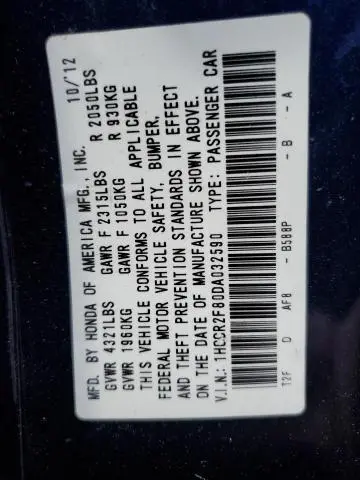 MFD. BY HONDA OF AMERICA MFG., INC. 10/'12
GVWR 4321LBS GAWR F 2315LBS R 2050LBS
GVWR 1960KG GAWR F 1050KG R 930KG
THIS VEHICLE CONFORMS TO ALL APPLICABLE
FEDERAL MOTOR VEHICLE SAFETY, BUMPER,
AND THEFT PREVENTION STANDARDS IN EFFECT
ON THE DATE OF MANUFACTURE SHOWN ABOVE.
V.I.N.: 1HCCR2F80DA032590 TYPE: PASSENGER CAR
T2F D AF8 - B588P - B - A